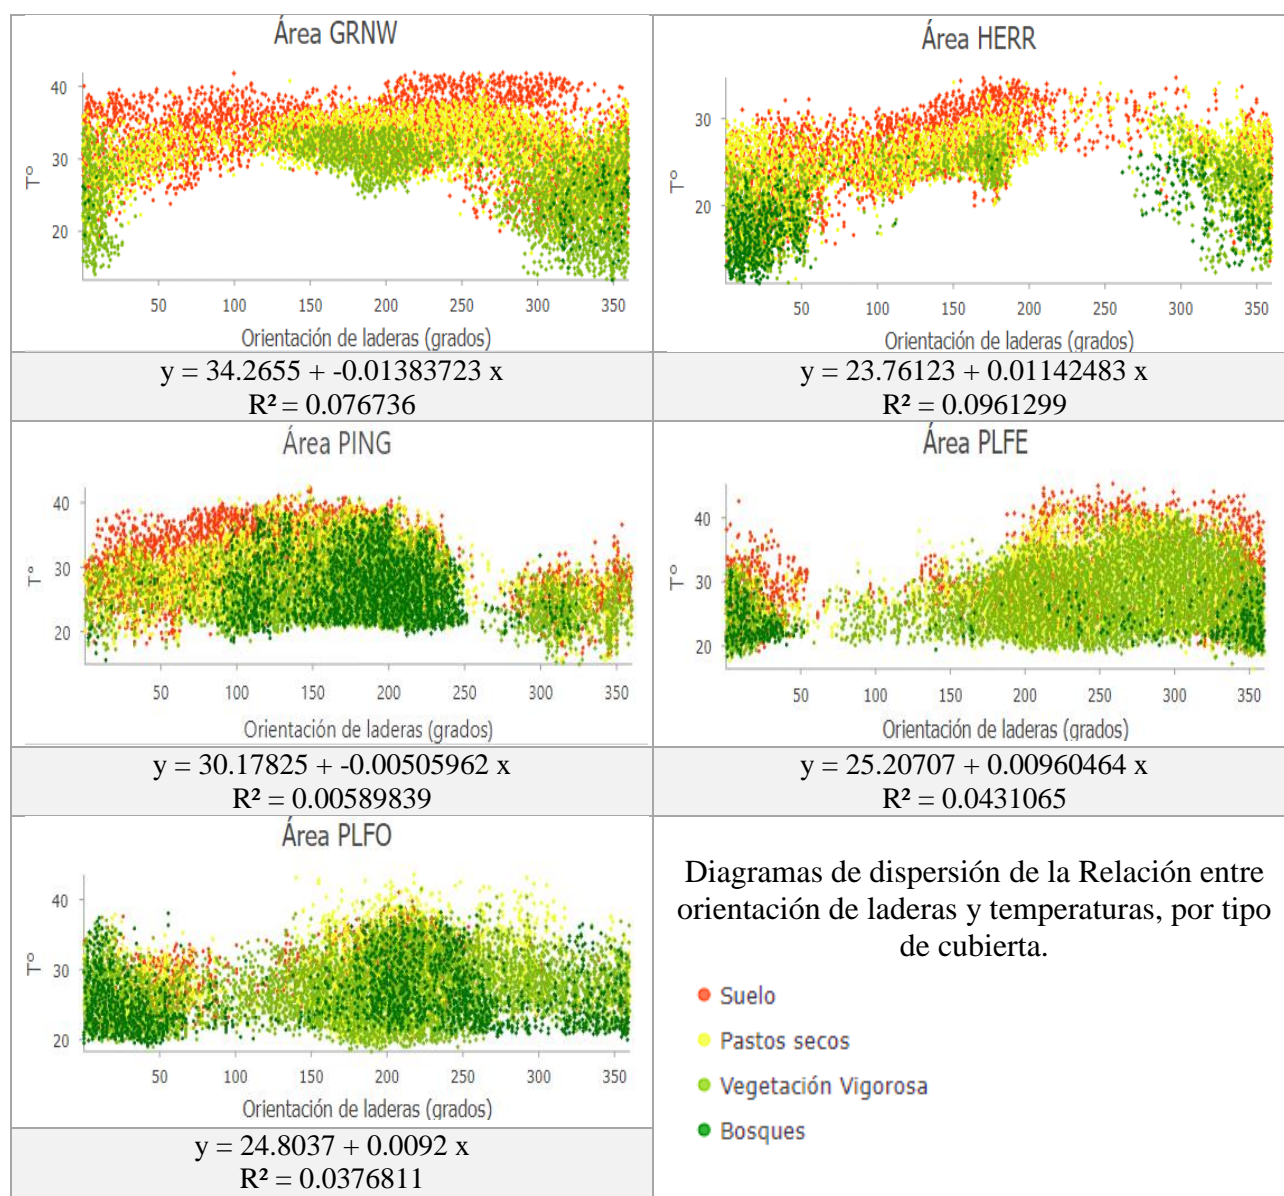 Área GRNW
40
30
20
T°
50 100 150 200 250 300 350
Orientación de laderas (grados)
y = 34.2655 + -0.01383723 x
R² = 0.076736
Área HERR
30
20
T°
50 100 150 200 250 300 350
Orientación de laderas (grados)
y = 23.76123 + 0.01142483 x
R² = 0.0961299
Área PING
40
30
20
T°
50 100 150 200 250 300 350
Orientación de laderas (grados)
y = 30.17825 + -0.00505962 x
R² = 0.00589839
Área PLFE
40
30
20
T°
50 100 150 200 250 300 350
Orientación de laderas (grados)
y = 25.20707 + 0.00960464 x
R² = 0.0431065
Área PLFO
40
30
20
T°
50 100 150 200 250 300 350
Orientación de laderas (grados)
y = 24.8037 + 0.0092 x
R² = 0.0376811
Diagramas de dispersión de la Relación entre
orientación de laderas y temperaturas, por tipo
de cubierta.
Suelo
Pastos secos
Vegetación Vigorosa
Bosques